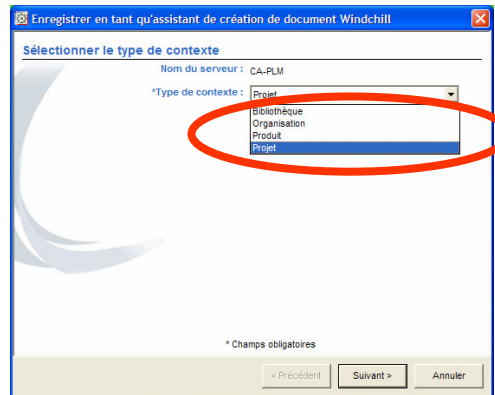 Enregistrer en tant qu'assistant de création de document Windchill
Sélectionner le type de contexte
Nom du serveur : CA-PLM
*Type de contexte : Projet
Bibliothèque
Organisation
Produit
Projet
* Champs obligatoires
< Précédent Suivant > Annuler